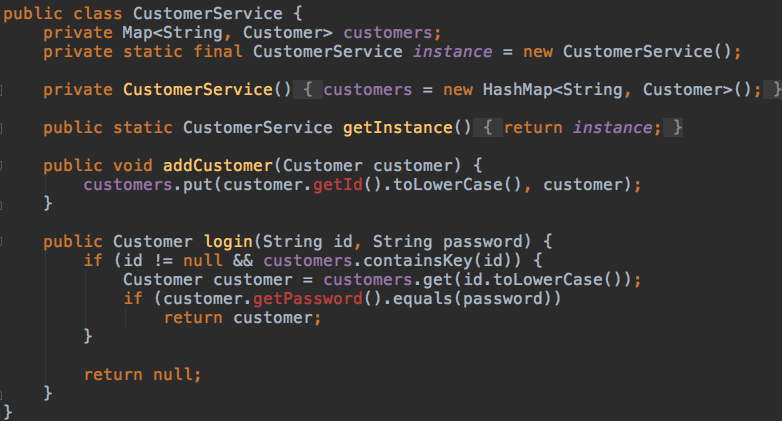 public class CustomerService {
    private Map<String, Customer> customers;
    private static final CustomerService instance = new CustomerService();

    private CustomerService() { customers = new HashMap<String, Customer>(); }

    public static CustomerService getInstance() { return instance; }

    public void addCustomer(Customer customer) {
        customers.put(customer.getId().toLowerCase(), customer);
    }

    public Customer login(String id, String password) {
        if (id != null && customers.containsKey(id)) {
            Customer customer = customers.get(id.toLowerCase());
            if (customer.getPassword().equals(password))
                return customer;
        }

        return null;
    }
}